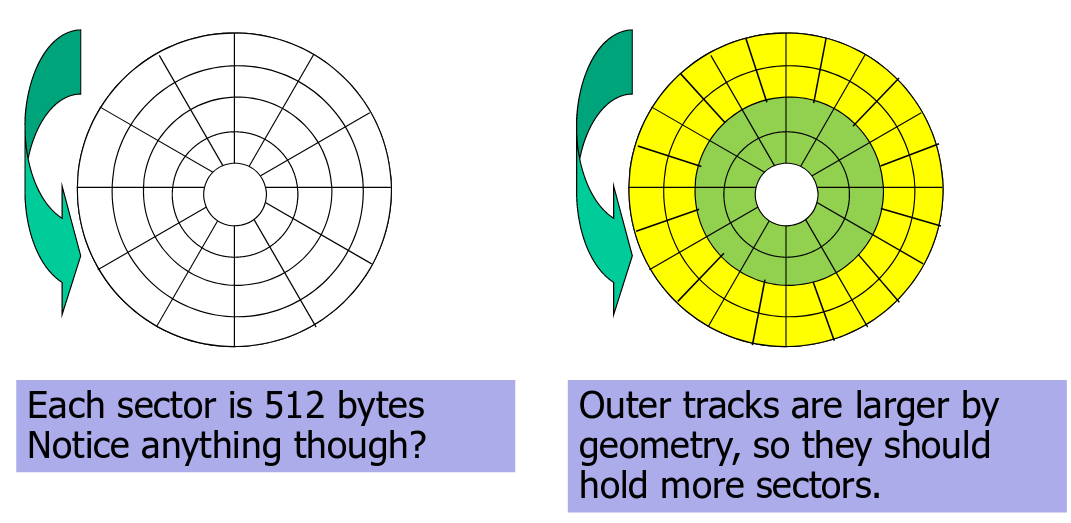 Each sector is 512 bytes
Notice anything though?
Outer tracks are larger by
geometry, so they should
hold more sectors.